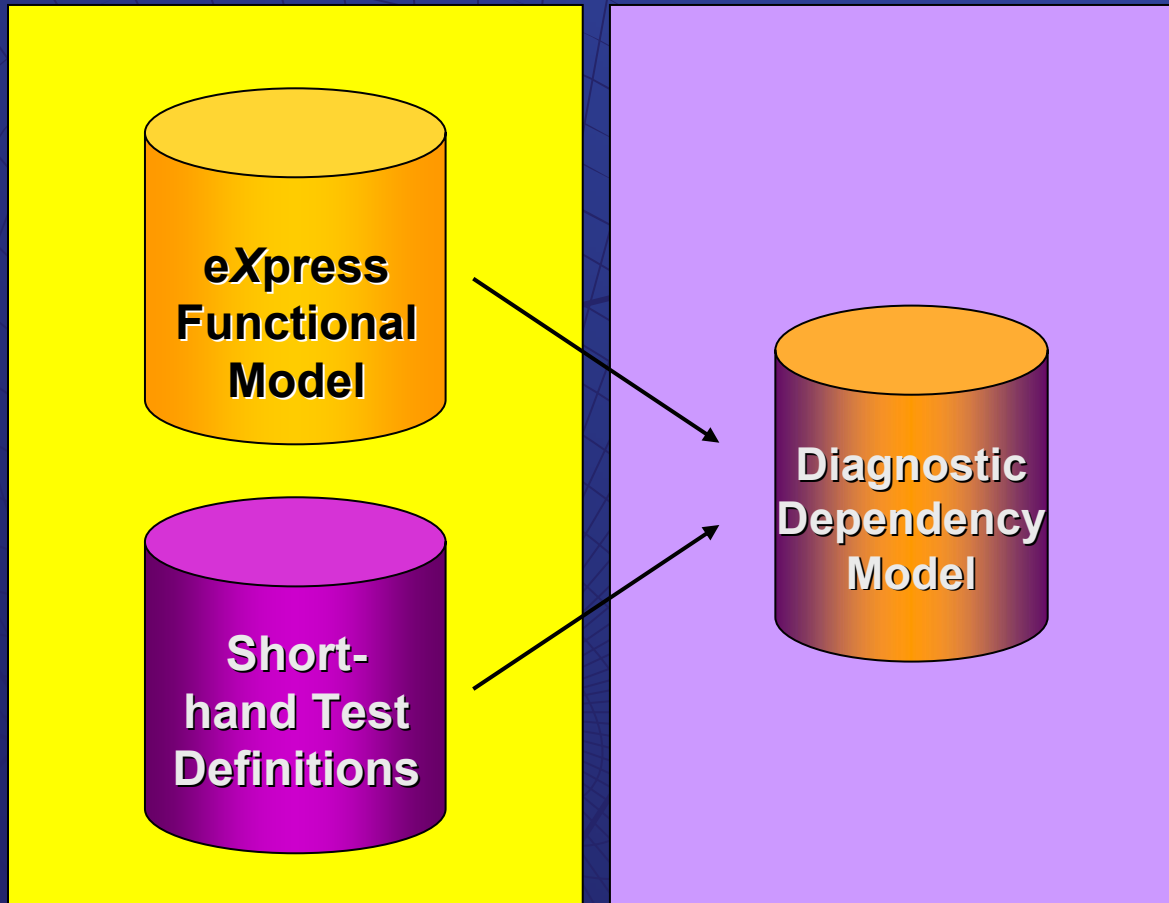 eXpress
Functional
Model
Short-
hand Test
Definitions
Diagnostic
Dependency
Model